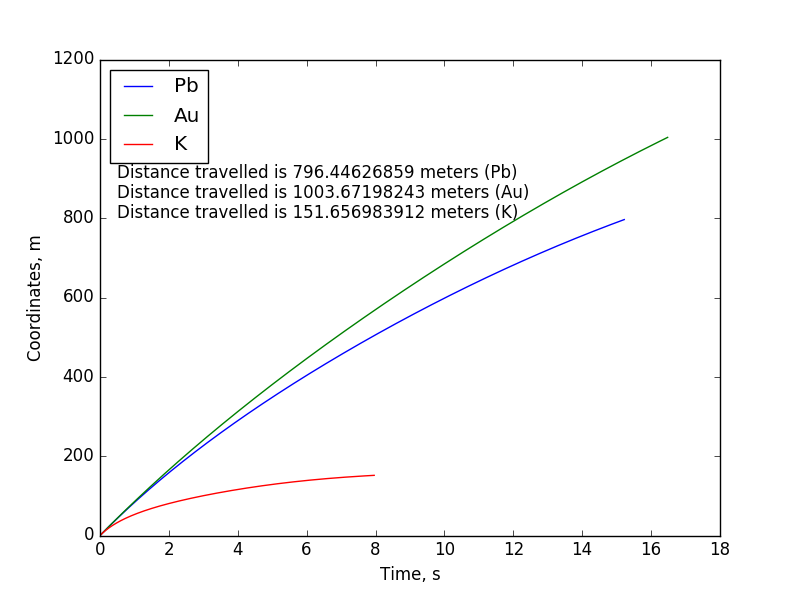 1200
1000
800
600
400
200
0
Coordinates, m
Pb
Au
K
Distance travelled is 796.44626859 meters (Pb)
Distance travelled is 1003.67198243 meters (Au)
Distance travelled is 151.656983912 meters (K)
0 2 4 6 8 10 12 14 16 18
Time, s